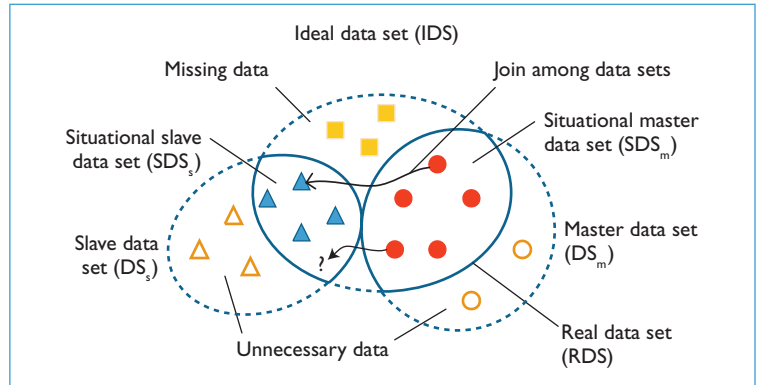 Ideal data set (IDS)
Missing data
Join among data sets
Situational slave
data set (SDSₛ)
Situational master
data set (SDSₘ)
Slave data
set (DSₛ)
?
Master data set
(DSₘ)
Unnecessary data
Real data set
(RDS)